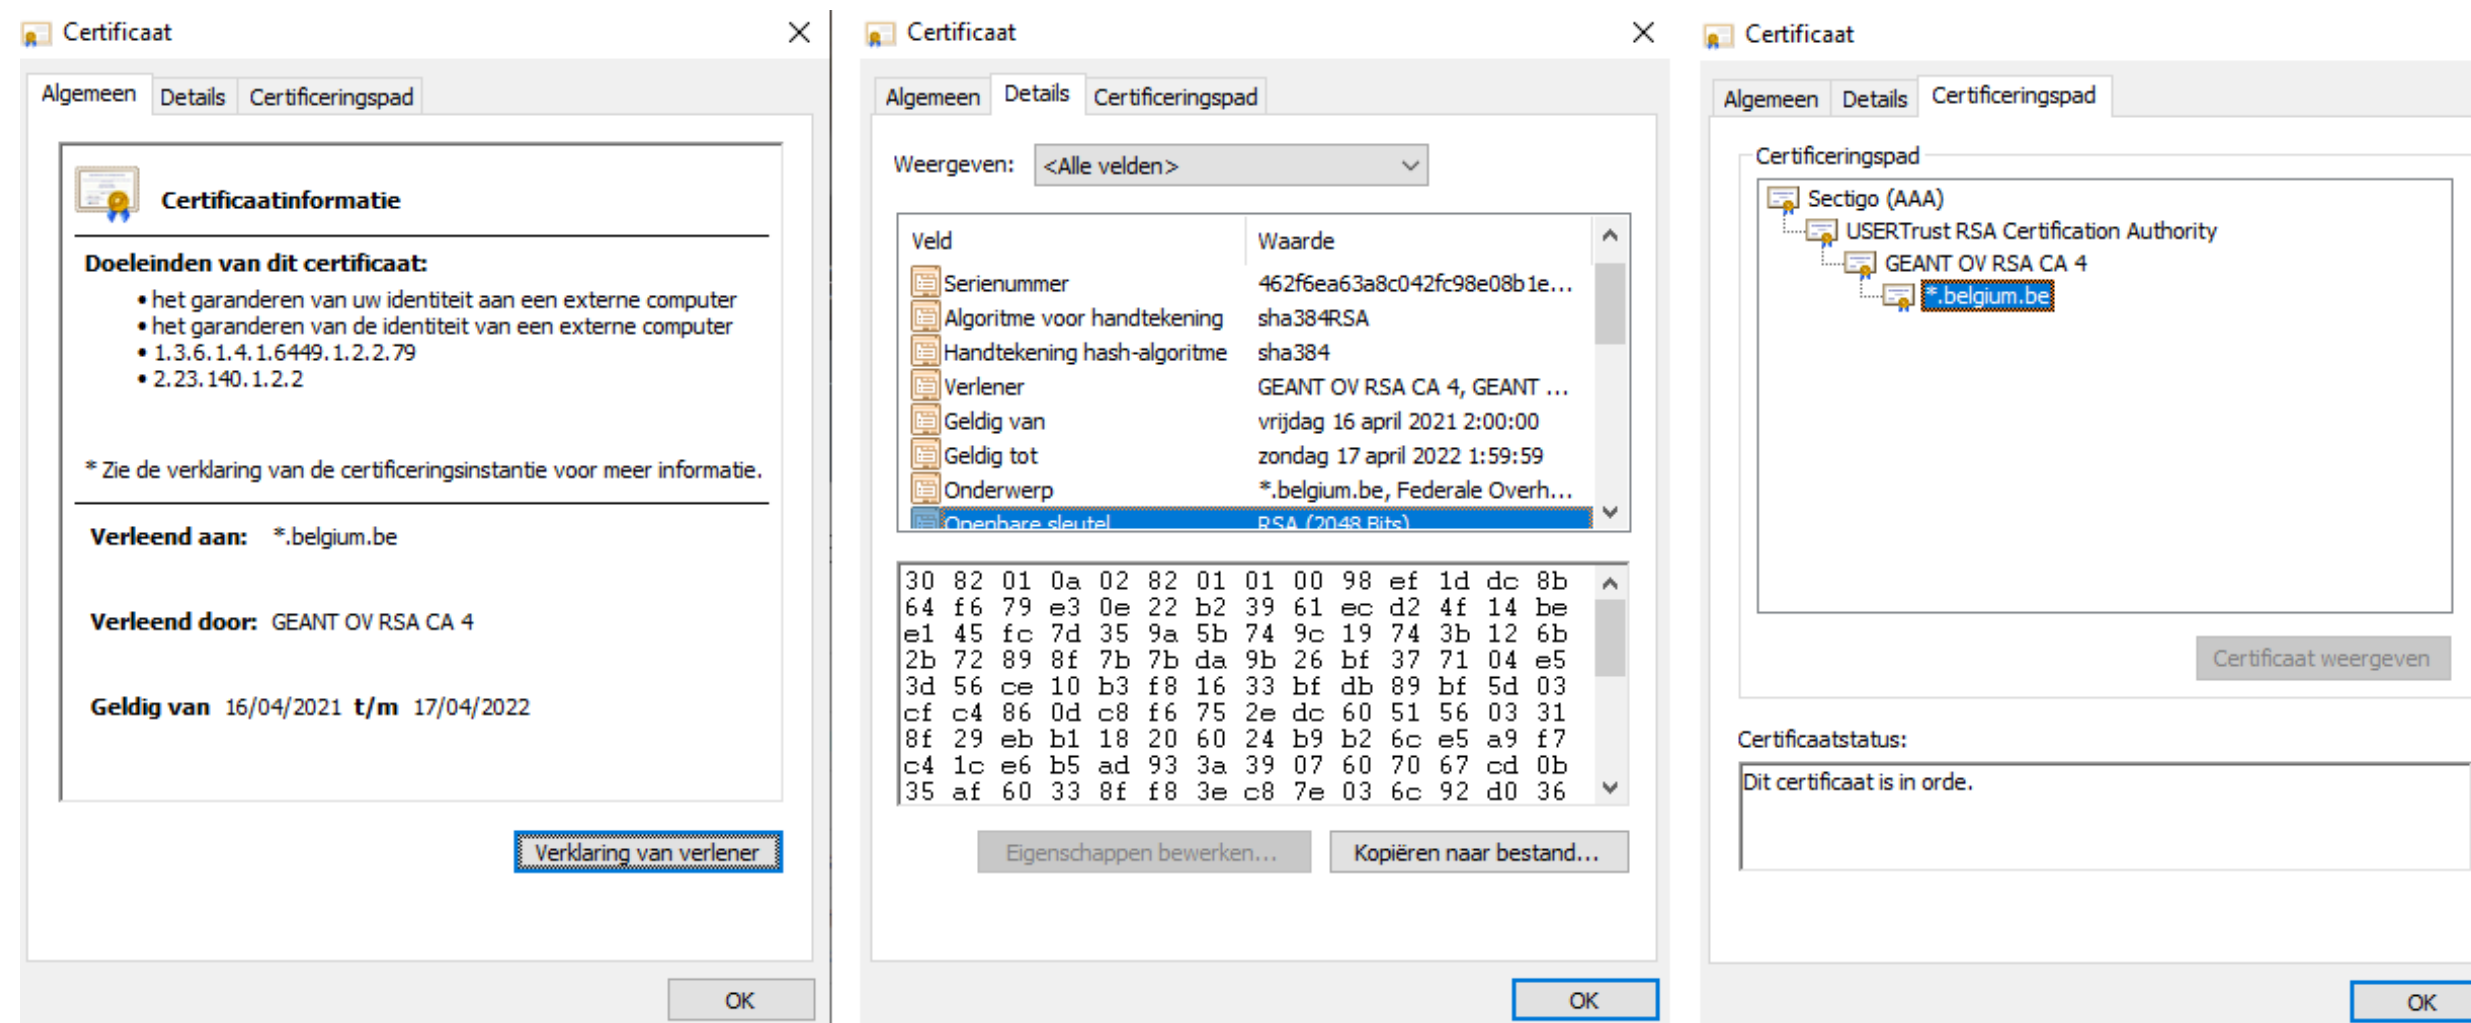 Certificaat
Algemeen Details Certificeringspad
Certificaatinformatie
Doeleinden van dit certificaat:
• het garanderen van uw identiteit aan een externe computer
• het garanderen van de identiteit van een externe computer
• 1.3.6.1.4.1.6449.1.2.2.79
• 2.23.140.1.2.2
* Zie de verklaring van de certificeringsinstantie voor meer informatie.
Verleend aan: *.belgium.be
Verleend door: GEANT OV RSA CA 4
Geldig van 16/04/2021 t/m 17/04/2022
Verklaring van verlener
OK
Certificaat
Algemeen Details Certificeringspad
Weergeven: <Alle velden>
Veld Waarde
Serienummer 462f6ea63a8c042fc98e08b1e...
Algoritme voor handtekening sha384RSA
Handtekening hash-algoritme sha384
Verlener GEANT OV RSA CA 4, GEANT ...
Geldig van vrijdag 16 april 2021 2:00:00
Geldig tot zondag 17 april 2022 1:59:59
Onderwerp *.belgium.be, Federale Overh...
Openbare sleutel RSA (2048 Bits)
30 82 01 0a 02 82 01 01 00 98 ef 1d dc 8b
64 f6 79 e3 0e 22 b2 39 61 ec d2 4f 14 be
e1 45 fc 7d 35 9a 5b 74 9c 19 74 3b 12 6b
2b 72 89 8f 7b 7b da 9b 26 bf 37 71 04 e5
3d 56 ce 10 b3 f8 16 33 bf db 89 bf 5d 03
cf c4 86 0d c8 f6 75 2e dc 60 51 56 03 31
8f 29 eb b1 18 20 60 24 b9 b2 6c e5 a9 f7
c4 1c e6 b5 ad 93 3a 39 07 60 70 67 cd 0b
35 af 60 33 8f f8 3e c8 7e 03 6c 92 d0 36
Eigenschappen bewerken... Kopiëren naar bestand...
OK
Certificaat
Algemeen Details Certificeringspad
Certificeringspad
Sectigo (AAA)
USERTrust RSA Certification Authority
GEANT OV RSA CA 4
*.belgium.be
Certificaat weergeven
Certificaatstatus:
Dit certificaat is in orde.
OK